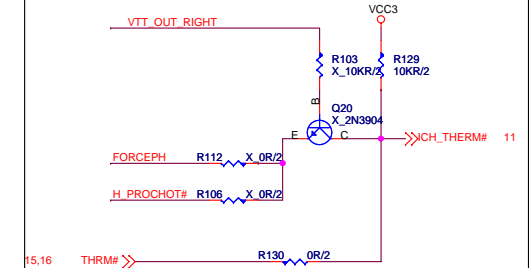 VCC3
VTT_OUT_RIGHT
R103
X_10KR/2
R129
10KR/2
B
Q20
X_2N3904
E
C
ICH_THERM# 11
FORCEPH
R112
X_0R/2
H_PROCHOT#
R106
X_0R/2
15,16
THRM#
R130
0R/2